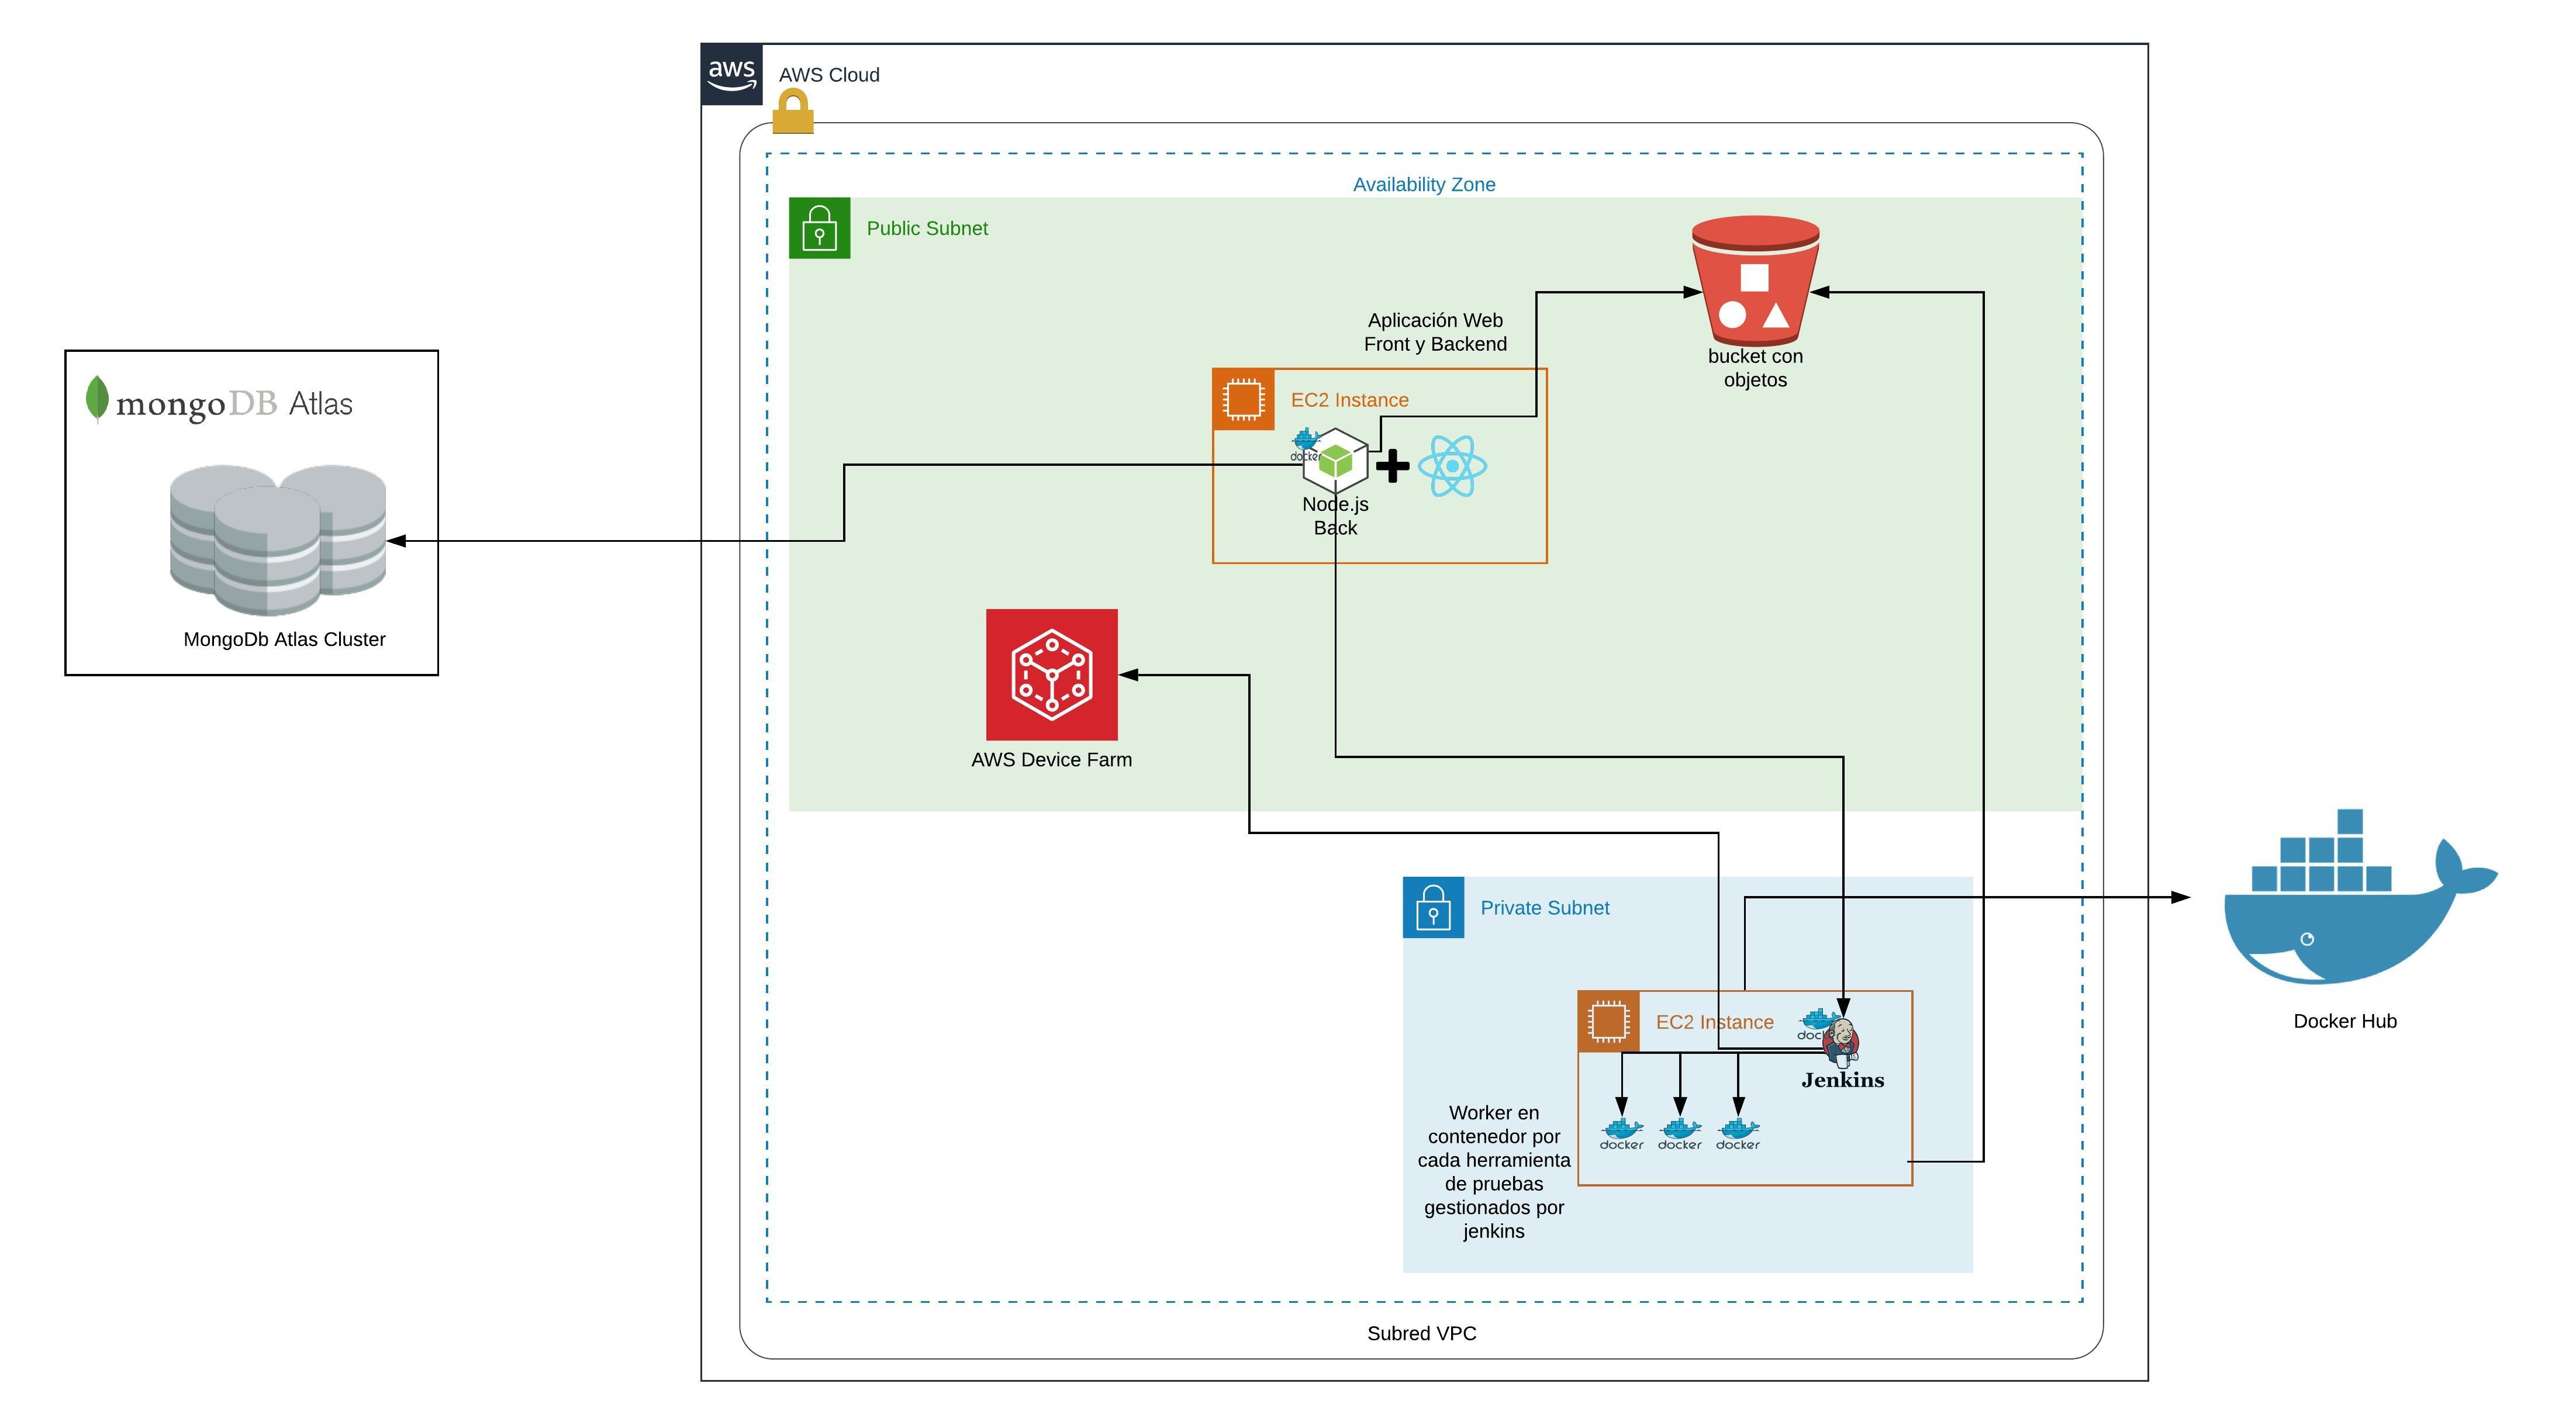 aws
AWS Cloud
Availability Zone
Public Subnet
Aplicación Web
Front y Backend
bucket con
objetos
EC2 Instance
docker
Node.js
Back
mongoDB Atlas
MongoDb Atlas Cluster
AWS Device Farm
Private Subnet
EC2 Instance
docker
Jenkins
docker
docker
docker
Worker en
contenedor por
cada herramienta
de pruebas
gestionados por
jenkins
Docker Hub
Subred VPC